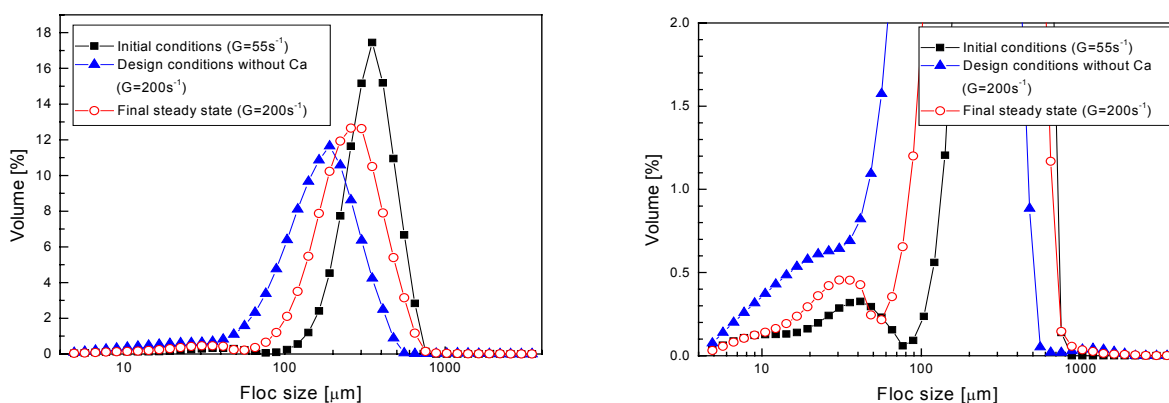 18
16
14
12
10
8
6
4
2
0
Volume [%]
Initial conditions (G=55s⁻¹)
Design conditions without Ca
(G=200s⁻¹)
Final steady state (G=200s⁻¹)
10
100
1000
Floc size [μm]
2.0
1.5
1.0
0.5
0.0
Volume [%]
Initial conditions (G=55s⁻¹)
Design conditions without Ca
(G=200s⁻¹)
Final steady state (G=200s⁻¹)
10
100
1000
Floc size [μm]